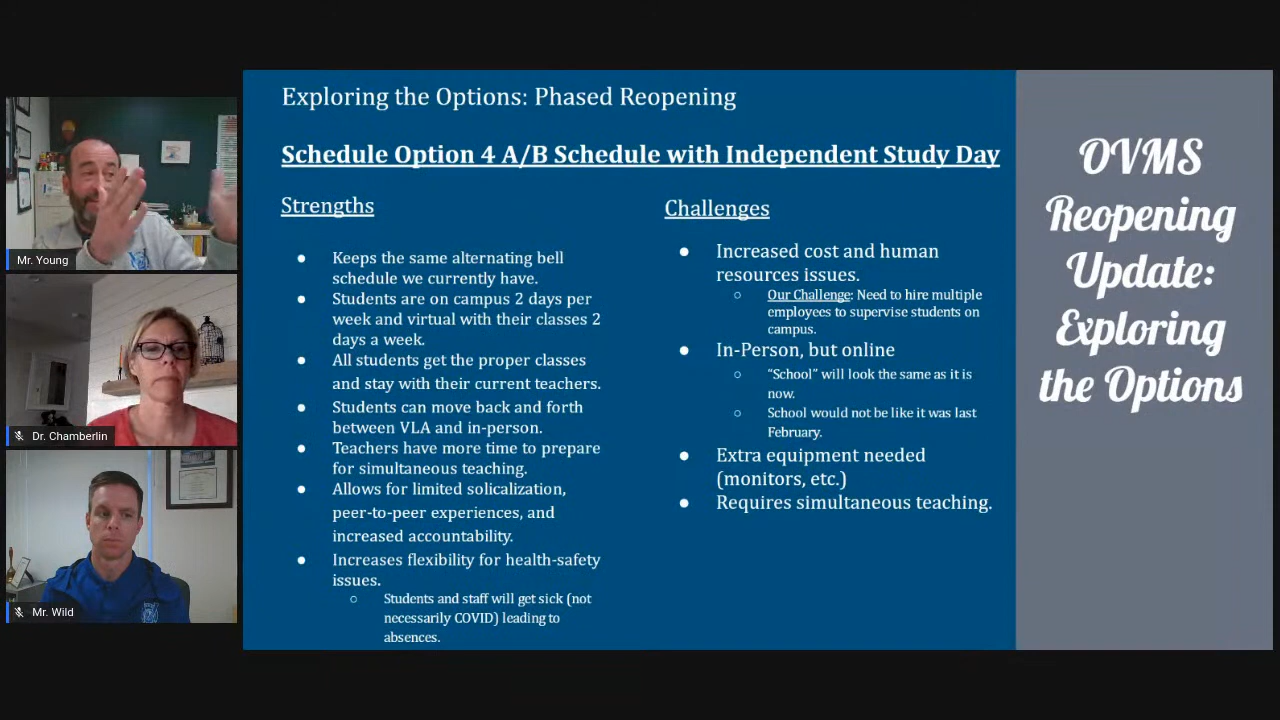 Exploring the Options: Phased Reopening
Schedule Option 4 A/B Schedule with Independent Study Day
Strengths
Keeps the same alternating bell
schedule we currently have.
Students are on campus 2 days per
week and virtual with their classes 2
days a week.
All students get the proper classes
and stay with their current teachers.
Students can move back and forth
between VLA and in-person.
Teachers have more time to prepare
for simultaneous teaching.
Allows for limited solicalization,
peer-to-peer experiences, and
increased accountability.
Increases flexibility for health-safety
issues.
Students and staff will get sick (not
necessarily COVID) leading to
absences.
Challenges
Increased cost and human
resources issues.
Our Challenge: Need to hire multiple
employees to supervise students on
campus.
In-Person, but online
“School” will look the same as it is
now.
School would not be like it was last
February.
Extra equipment needed
(monitors, etc.)
Requires simultaneous teaching.
OVMS
Reopening
Update:
Exploring
the Options
Mr. Young
Dr. Chamberlin
Mr. Wild